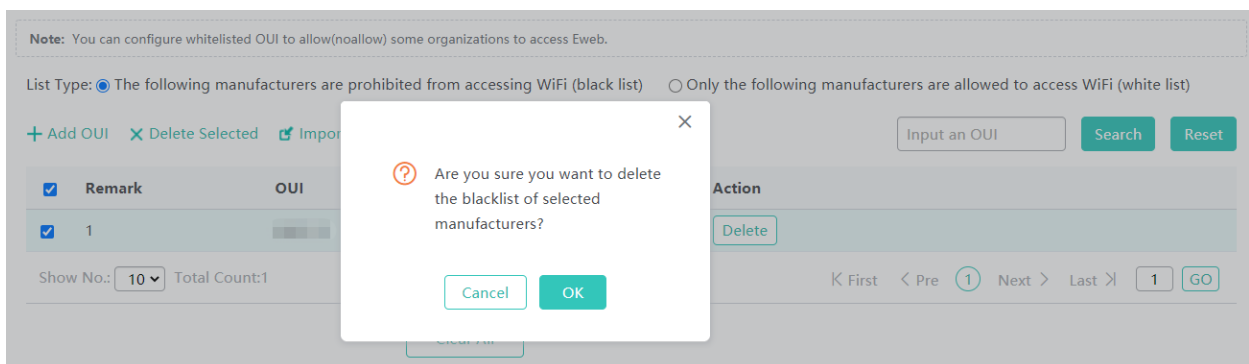 Note: You can configure whitelisted OUI to allow(noallow) some organizations to access Eweb.
List Type: The following manufacturers are prohibited from accessing WiFi (black list) Only the following manufacturers are allowed to access WiFi (white list)
Add OUI Delete Selected Input an OUI Search Reset
Remark OUI Action
1 Delete
Are you sure you want to delete
the blacklist of selected
manufacturers?
Show No.: 10 Total Count:1 First Pre 1 Next Last 1 GO
Cancel OK
Clear All